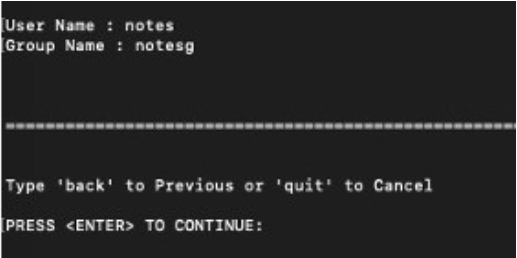 [User Name : notes
[Group Name : notesg
=====================================================
Type 'back' to Previous or 'quit' to Cancel
[PRESS <ENTER> TO CONTINUE: